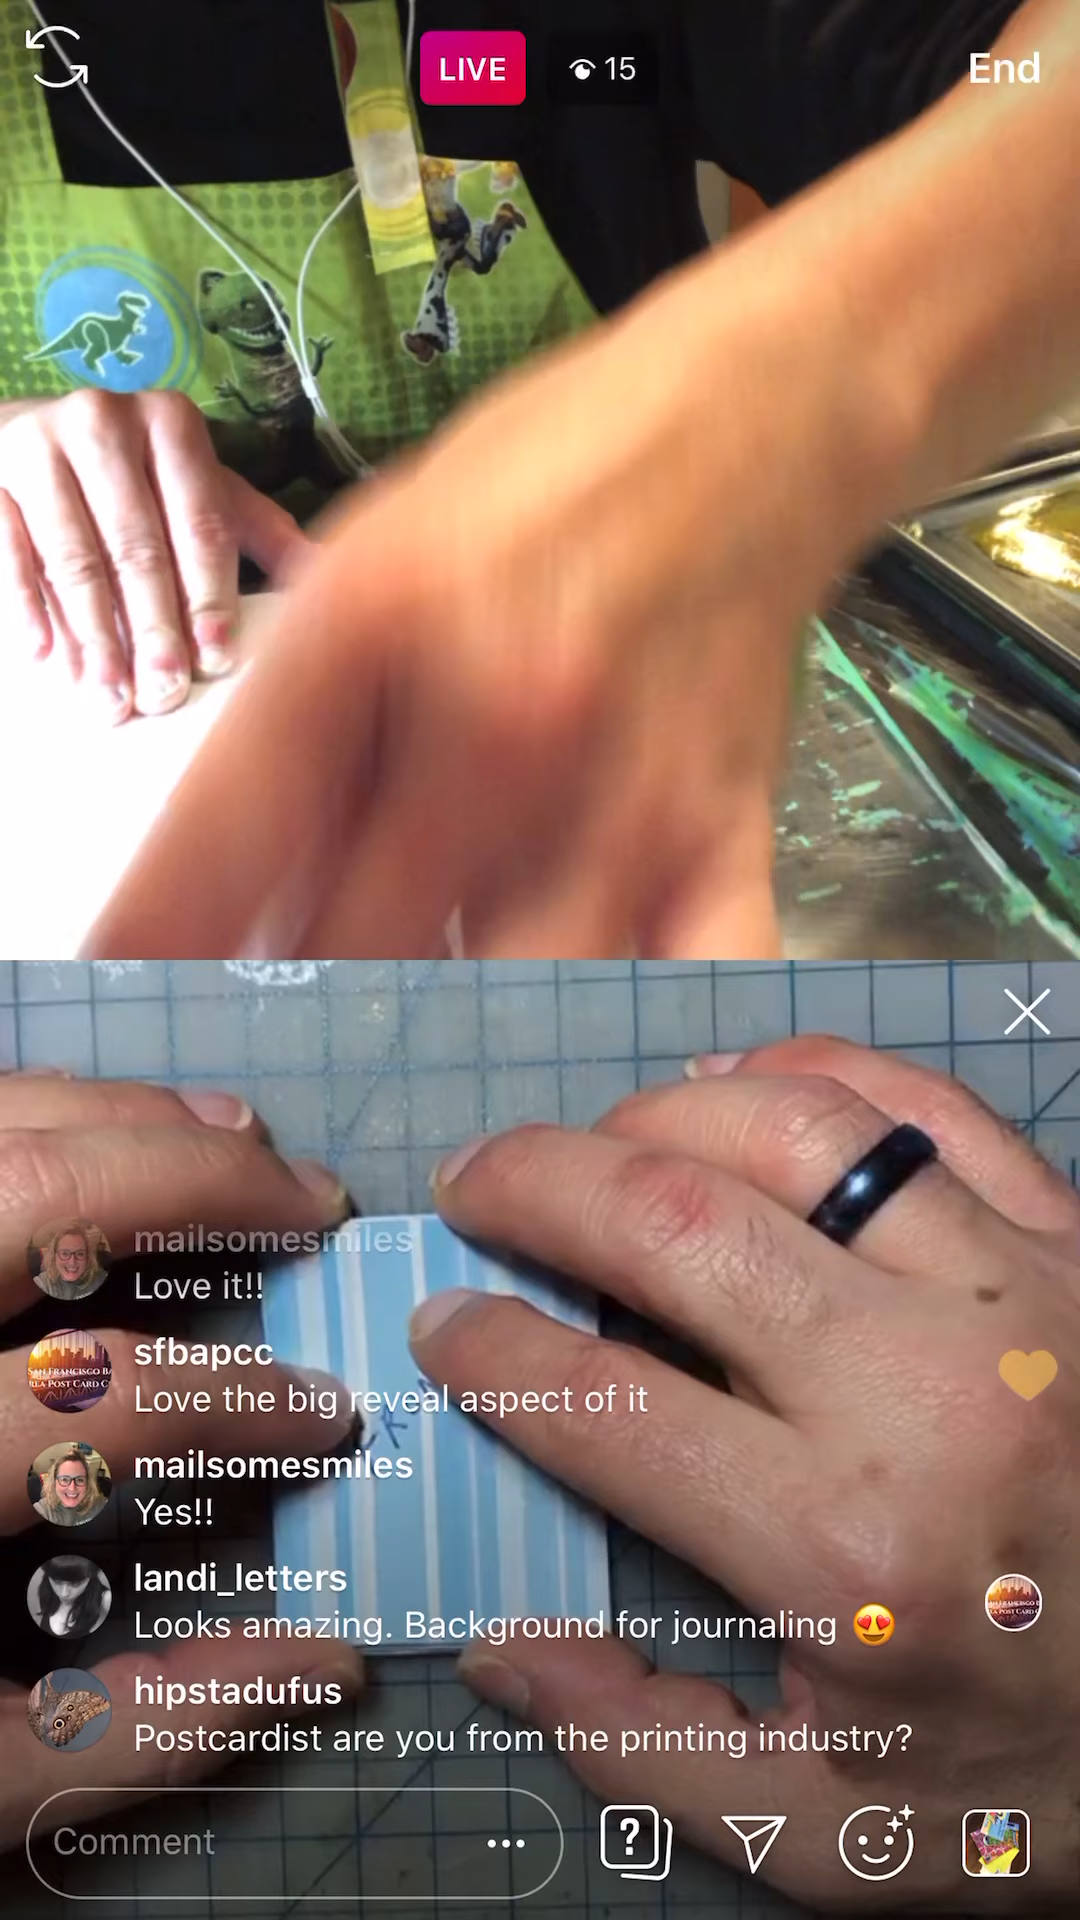 LIVE
15
End
mailsomesmiles
Love it!!
sfbapcc
Love the big reveal aspect of it
mailsomesmiles
Yes!!
landi_letters
Looks amazing. Background for journaling 😍
hipstadufus
Postcardist are you from the printing industry?
Comment